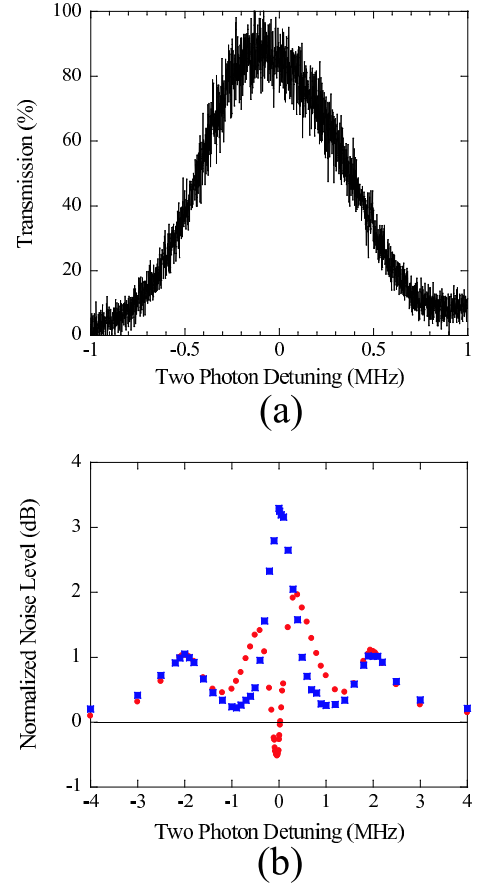 100
80
60
40
20
0
Transmission (%)
-1 -0.5 0 0.5 1
Two Photon Detuning (MHz)
(a)
4
3
2
1
0
-1
Normalized Noise Level (dB)
-4 -3 -2 -1 0 1 2 3 4
Two Photon Detuning (MHz)
(b)